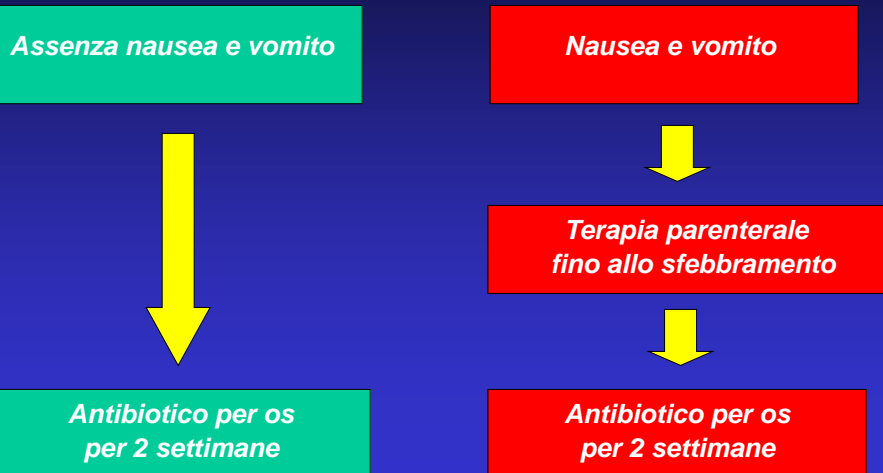 Assenza nausea e vomito
Nausea e vomito
Terapia parenterale
fino allo sfebbramento
Antibiotico per os
per 2 settimane
Antibiotico per os
per 2 settimane